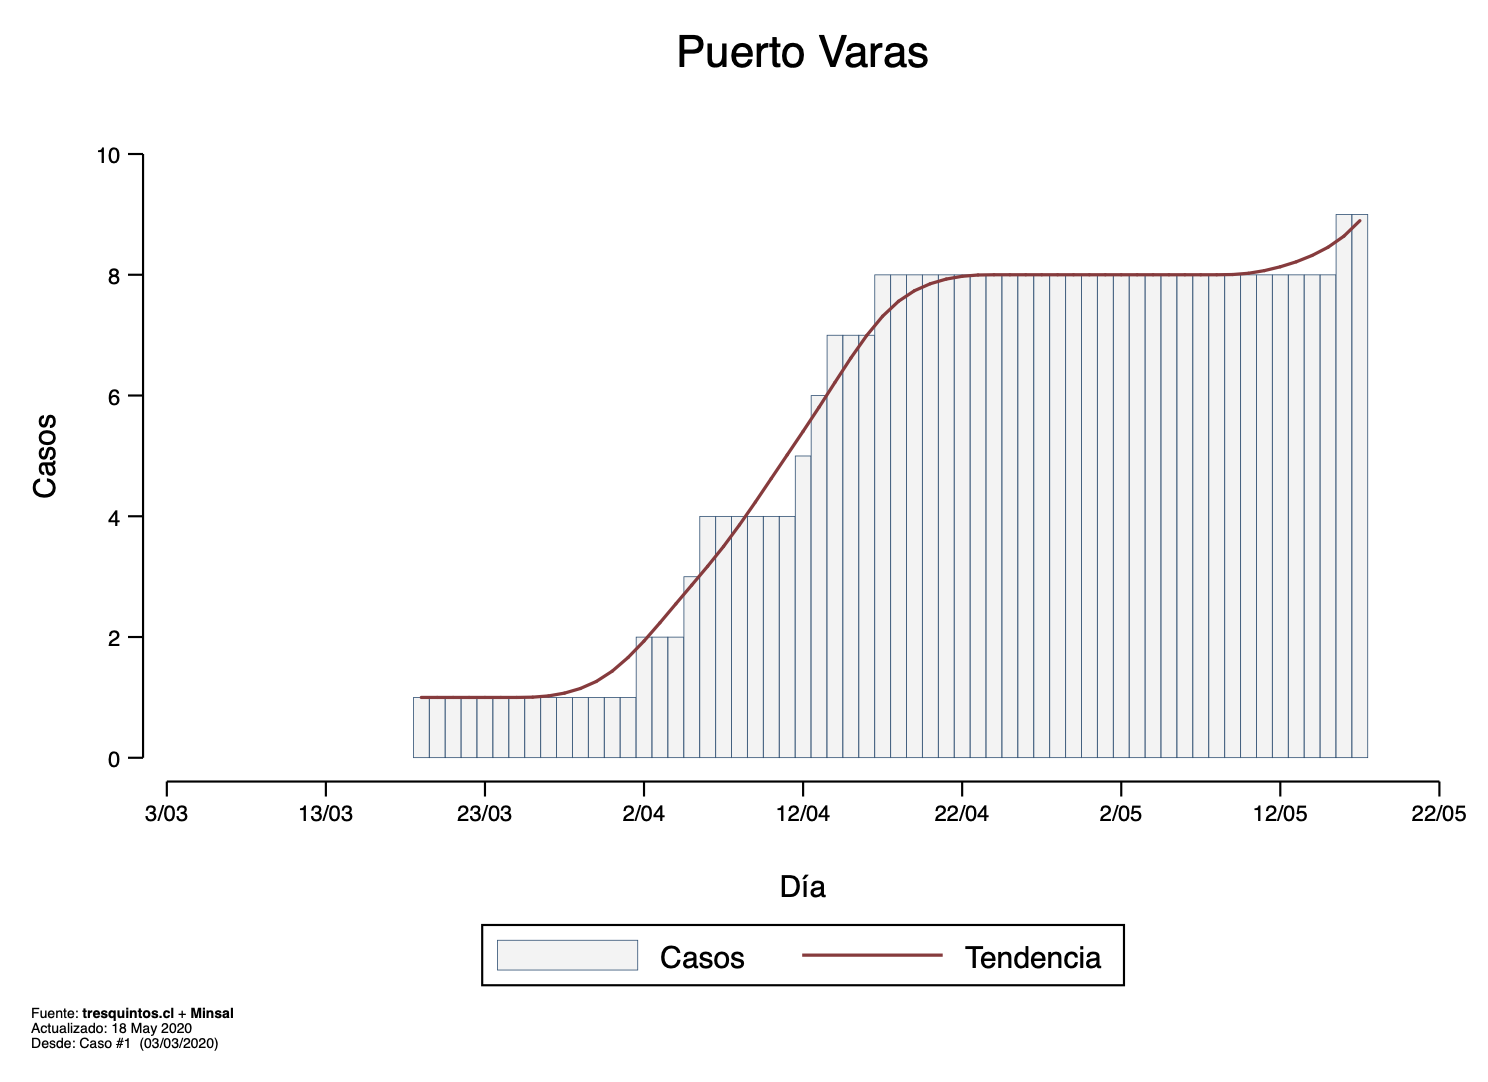 Puerto Varas
10
8
6
4
2
0
Casos
3/03 13/03 23/03 2/04 12/04 22/04 2/05 12/05 22/05
Día
Casos Tendencia
Fuente: tresquintos.cl + Minsal
Actualizado: 18 May 2020
Desde: Caso #1 (03/03/2020)